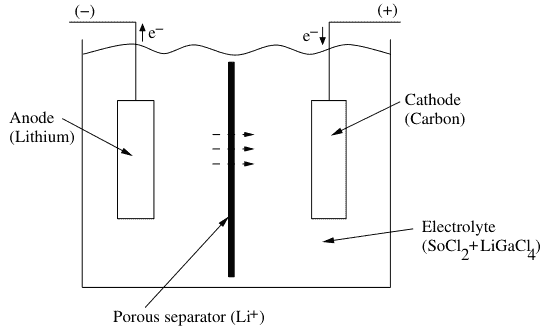 (−) (+)
e⁻ e⁻
Anode
(Lithium)
Cathode
(Carbon)
Electrolyte
(SoCl₂+LiGaCl₄)
Porous separator (Li⁺)